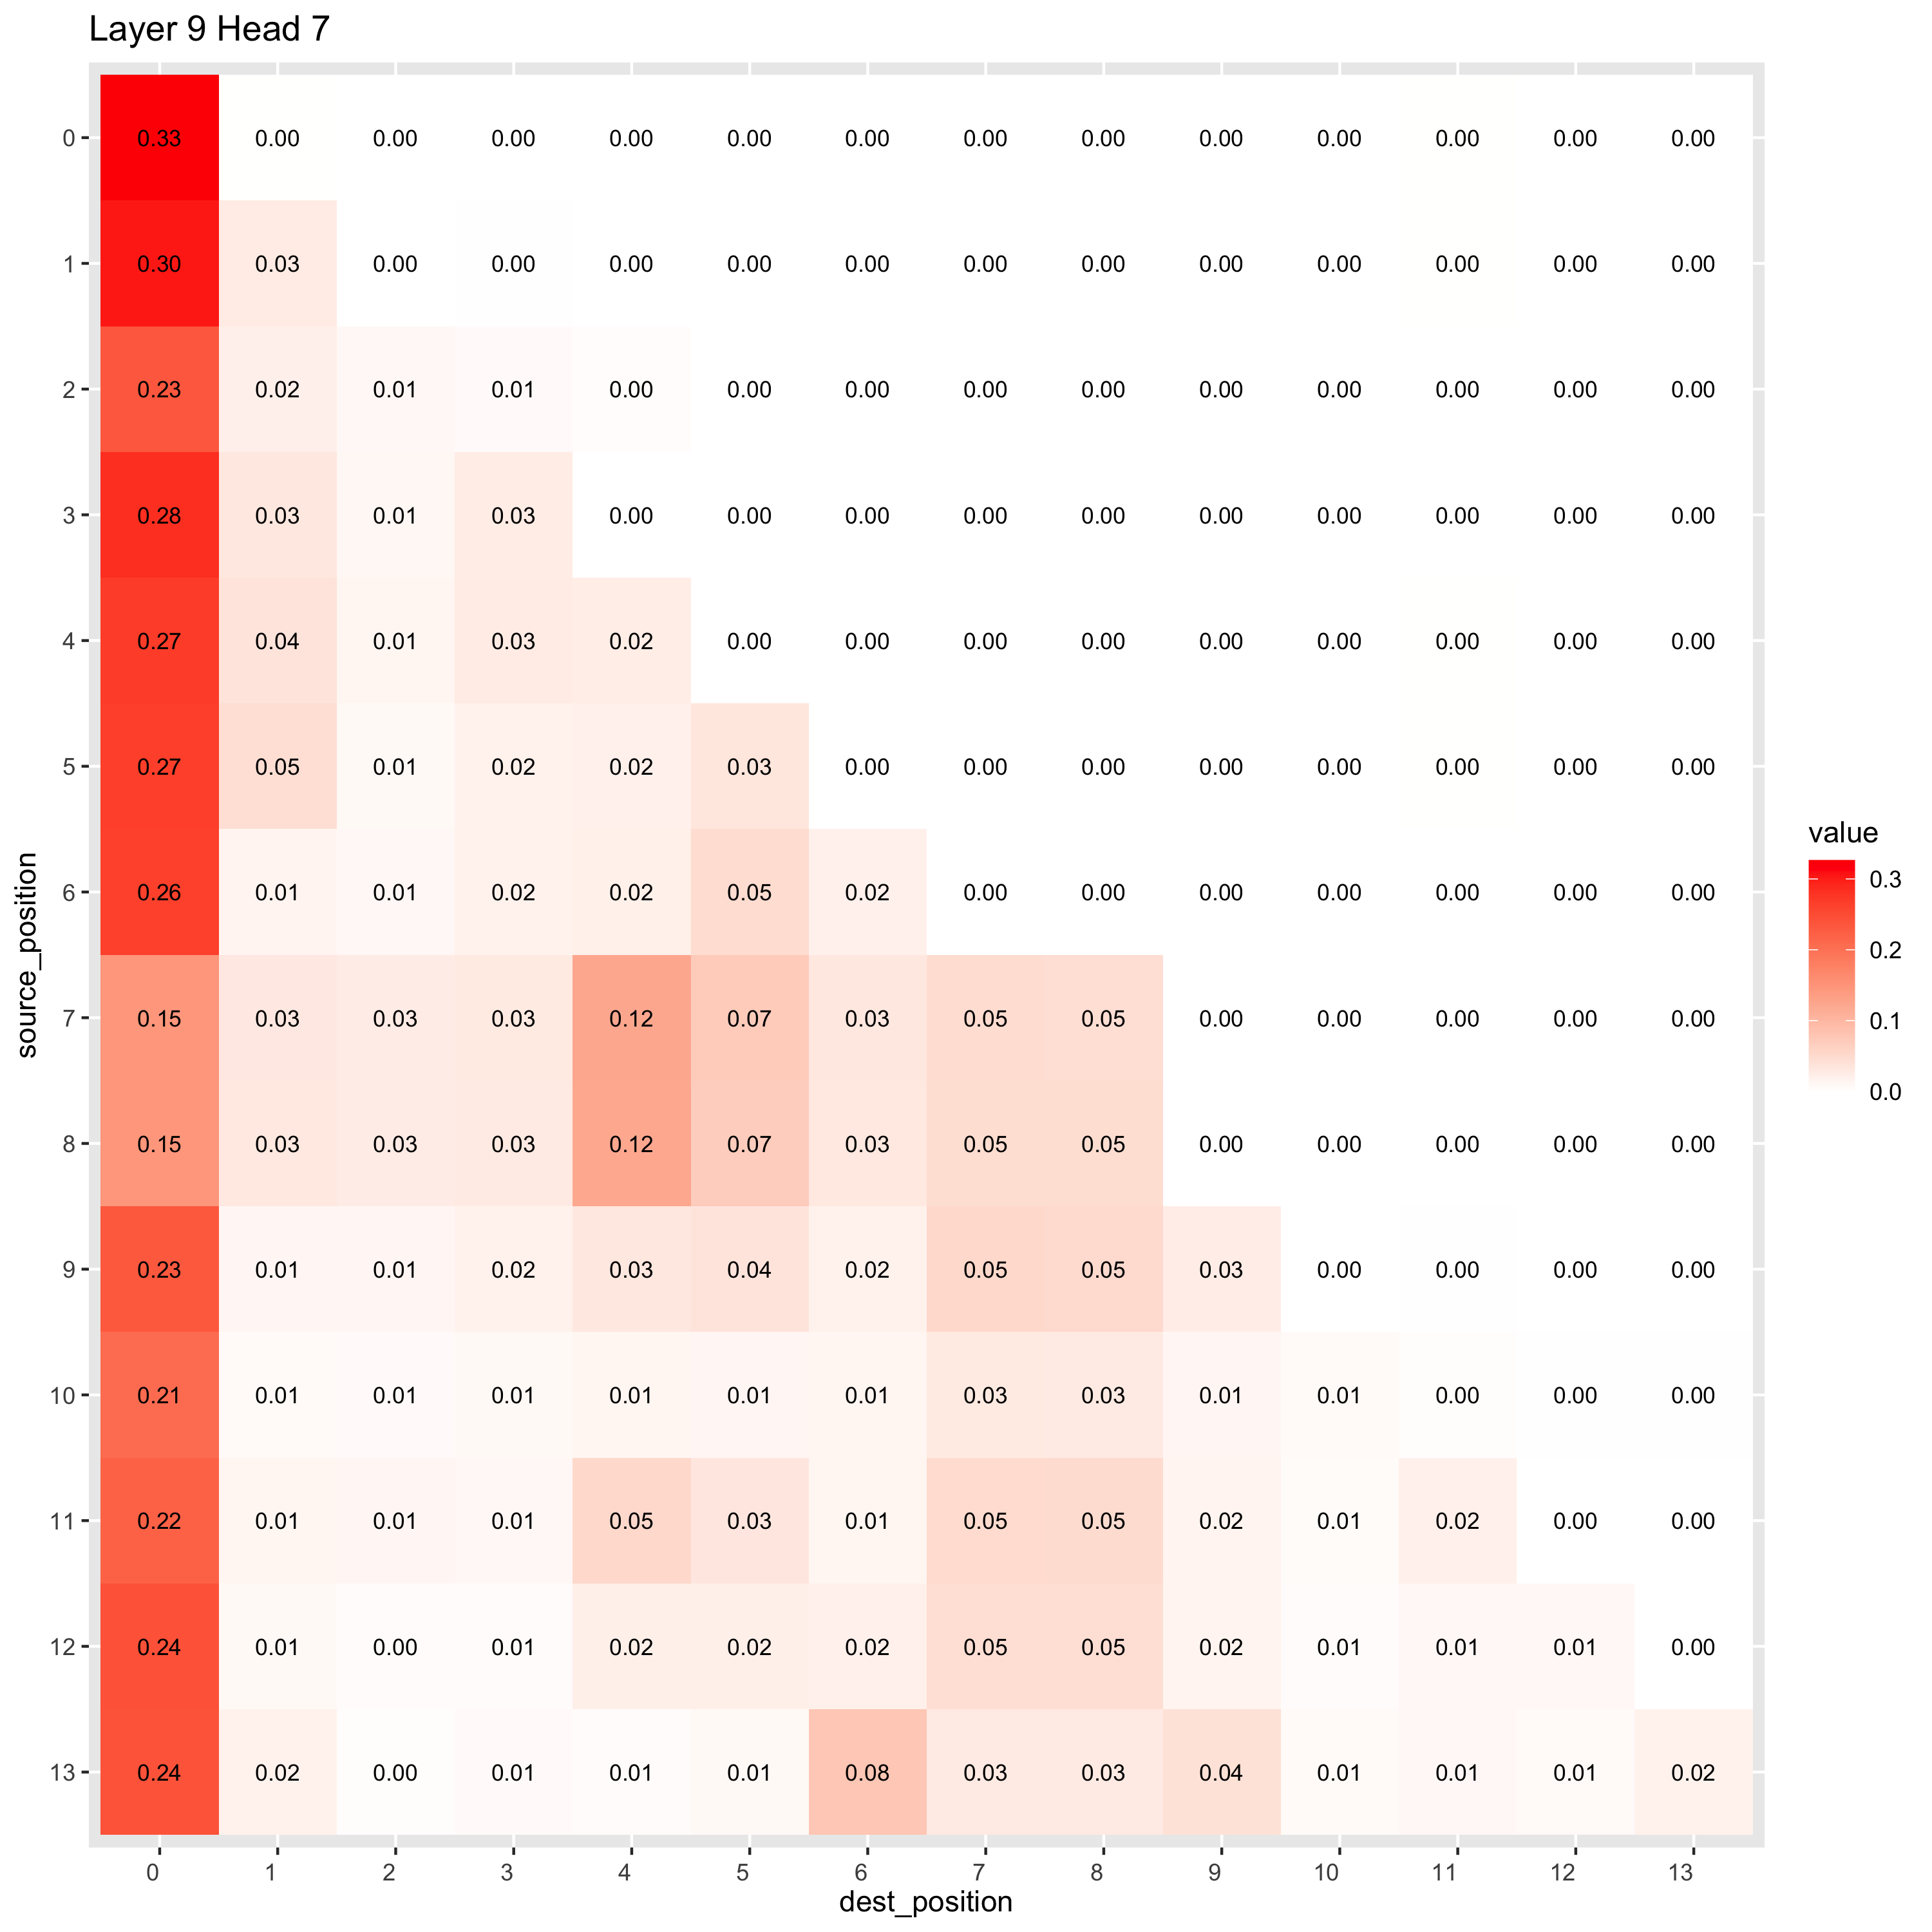 Layer 9 Head 7
0 0.33 0.00 0.00 0.00 0.00 0.00 0.00 0.00 0.00 0.00 0.00 0.00 0.00 0.00
1 0.30 0.03 0.00 0.00 0.00 0.00 0.00 0.00 0.00 0.00 0.00 0.00 0.00 0.00
2 0.23 0.02 0.01 0.01 0.00 0.00 0.00 0.00 0.00 0.00 0.00 0.00 0.00 0.00
3 0.28 0.03 0.01 0.03 0.00 0.00 0.00 0.00 0.00 0.00 0.00 0.00 0.00 0.00
4 0.27 0.04 0.01 0.03 0.02 0.00 0.00 0.00 0.00 0.00 0.00 0.00 0.00 0.00
5 0.27 0.05 0.01 0.02 0.02 0.03 0.00 0.00 0.00 0.00 0.00 0.00 0.00 0.00
6 0.26 0.01 0.01 0.02 0.02 0.05 0.02 0.00 0.00 0.00 0.00 0.00 0.00 0.00
7 0.15 0.03 0.03 0.03 0.12 0.07 0.03 0.05 0.05 0.00 0.00 0.00 0.00 0.00
8 0.15 0.03 0.03 0.03 0.12 0.07 0.03 0.05 0.05 0.00 0.00 0.00 0.00 0.00
9 0.23 0.01 0.01 0.02 0.03 0.04 0.02 0.05 0.05 0.03 0.00 0.00 0.00 0.00
10 0.21 0.01 0.01 0.01 0.01 0.01 0.01 0.03 0.03 0.01 0.01 0.00 0.00 0.00
11 0.22 0.01 0.01 0.01 0.05 0.03 0.01 0.05 0.05 0.02 0.01 0.02 0.00 0.00
12 0.24 0.01 0.00 0.01 0.02 0.02 0.02 0.05 0.05 0.02 0.01 0.01 0.01 0.00
13 0.24 0.02 0.00 0.01 0.01 0.01 0.08 0.03 0.03 0.04 0.01 0.01 0.01 0.02
0 1 2 3 4 5 6 7 8 9 10 11 12 13
dest_position
source_position
value
0.3
0.2
0.1
0.0